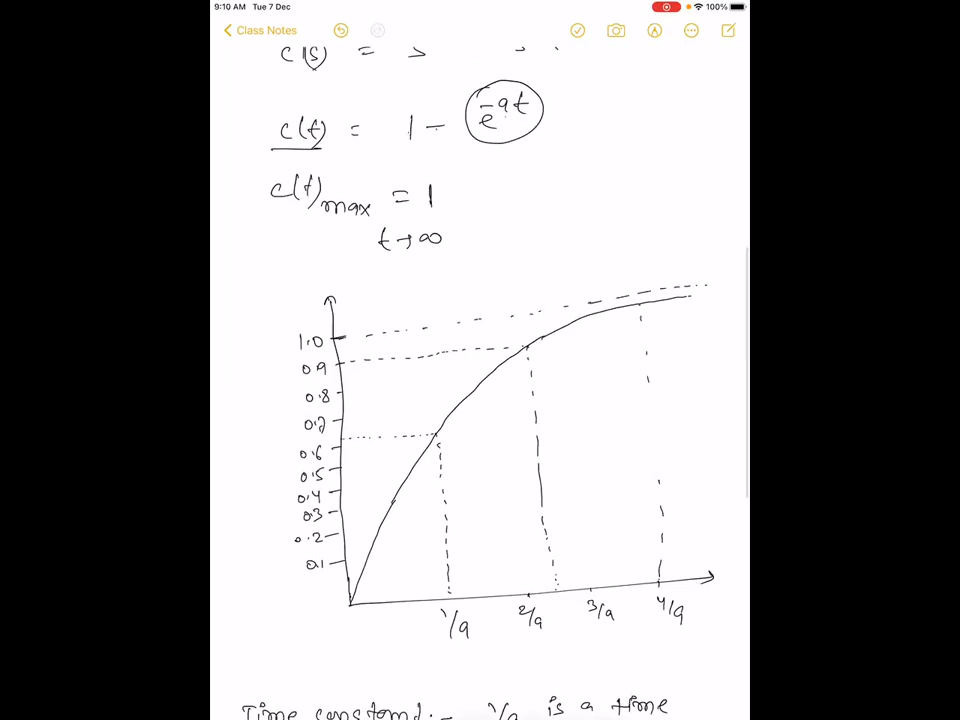 9:10 AM Tue 7 Dec 100%
Class Notes
C(s) =
c(t) = 1 - e^-at
c(t)max = 1
t→∞
1.0
0.9
0.8
0.7
0.6
0.5
0.4
0.3
0.2
0.1
1/a 2/a 3/a 4/a
Time constant :- 1/a is a time